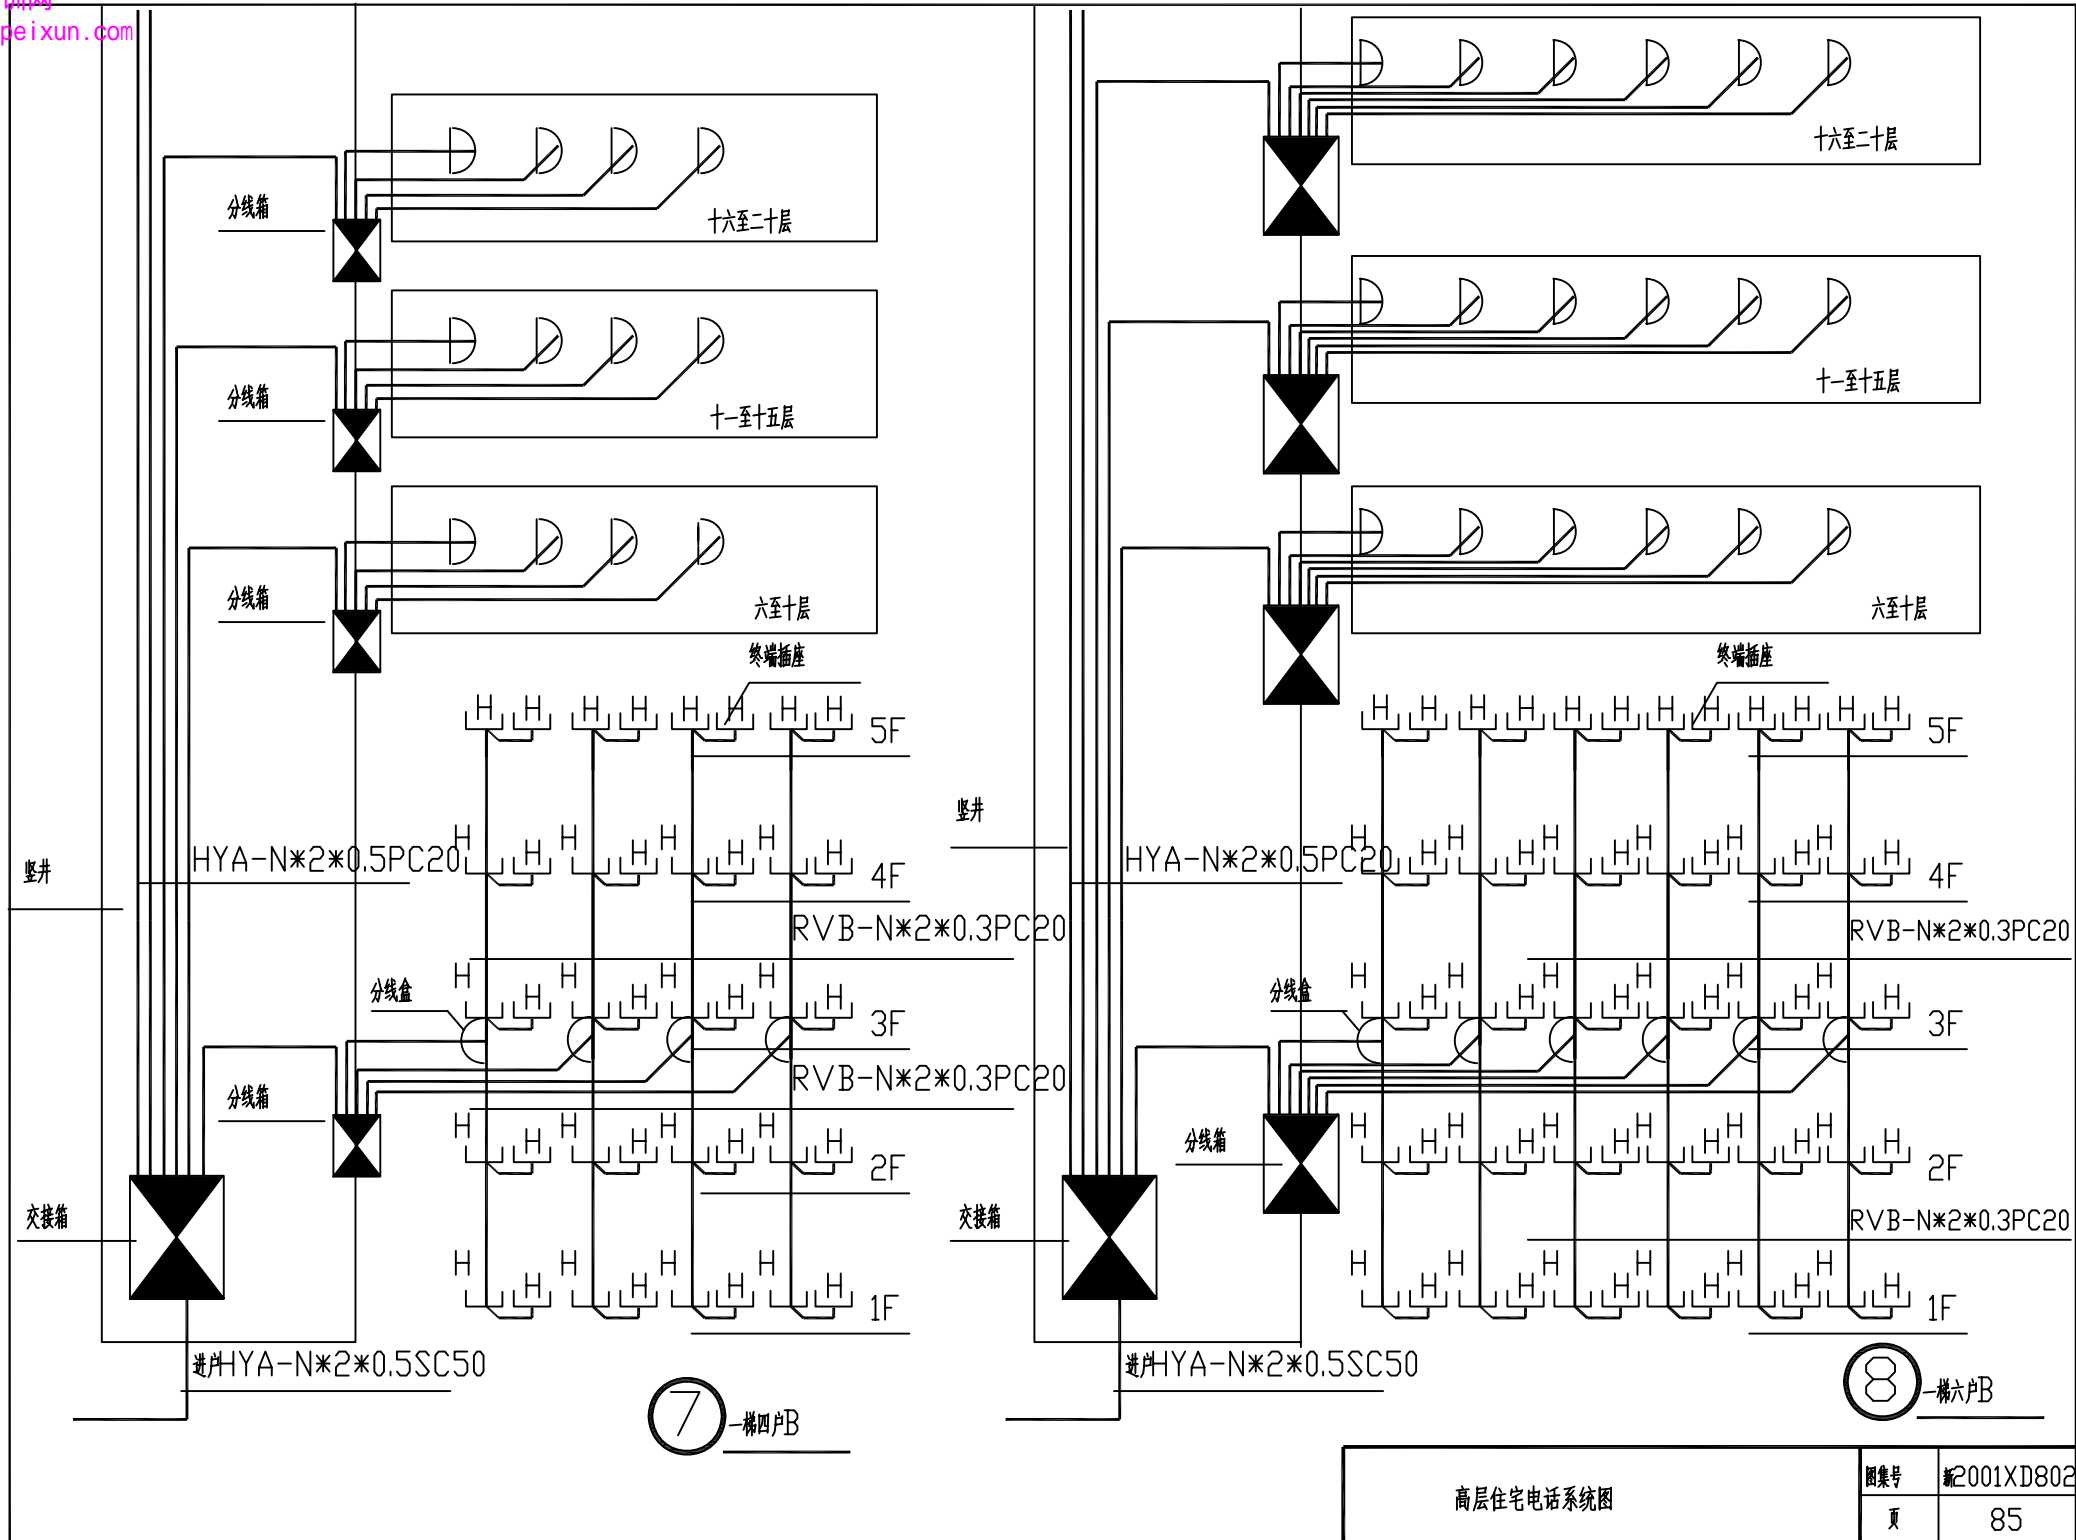 peixun.com
分线箱
十六至二十层
分线箱
十一至十五层
分线箱
六至十层
终端插座
H H H H H H H H
5F
竖井
HYA-N*2*0.5PC20
H H H H H H H H
4F
RVB-N*2*0.3PC20
分线盒
H H H H H H H H
3F
RVB-N*2*0.3PC20
分线箱
H H H H H H H H
2F
交接箱
H H H H H H H H
1F
进户HYA-N*2*0.5SC50
7
一梯四户B
十六至二十层
十一至十五层
六至十层
终端插座
H H H H H H H H H H H H
5F
竖井
HYA-N*2*0.5PC20
H H H H H H H H H H H H
4F
RVB-N*2*0.3PC20
分线盒
H H H H H H H H H H H H
3F
分线箱
H H H H H H H H H H H H
2F
交接箱
RVB-N*2*0.3PC20
H H H H H H H H H H H H
1F
进户HYA-N*2*0.5SC50
8
一梯六户B
高层住宅电话系统图
图集号
新2001XD802
页
85